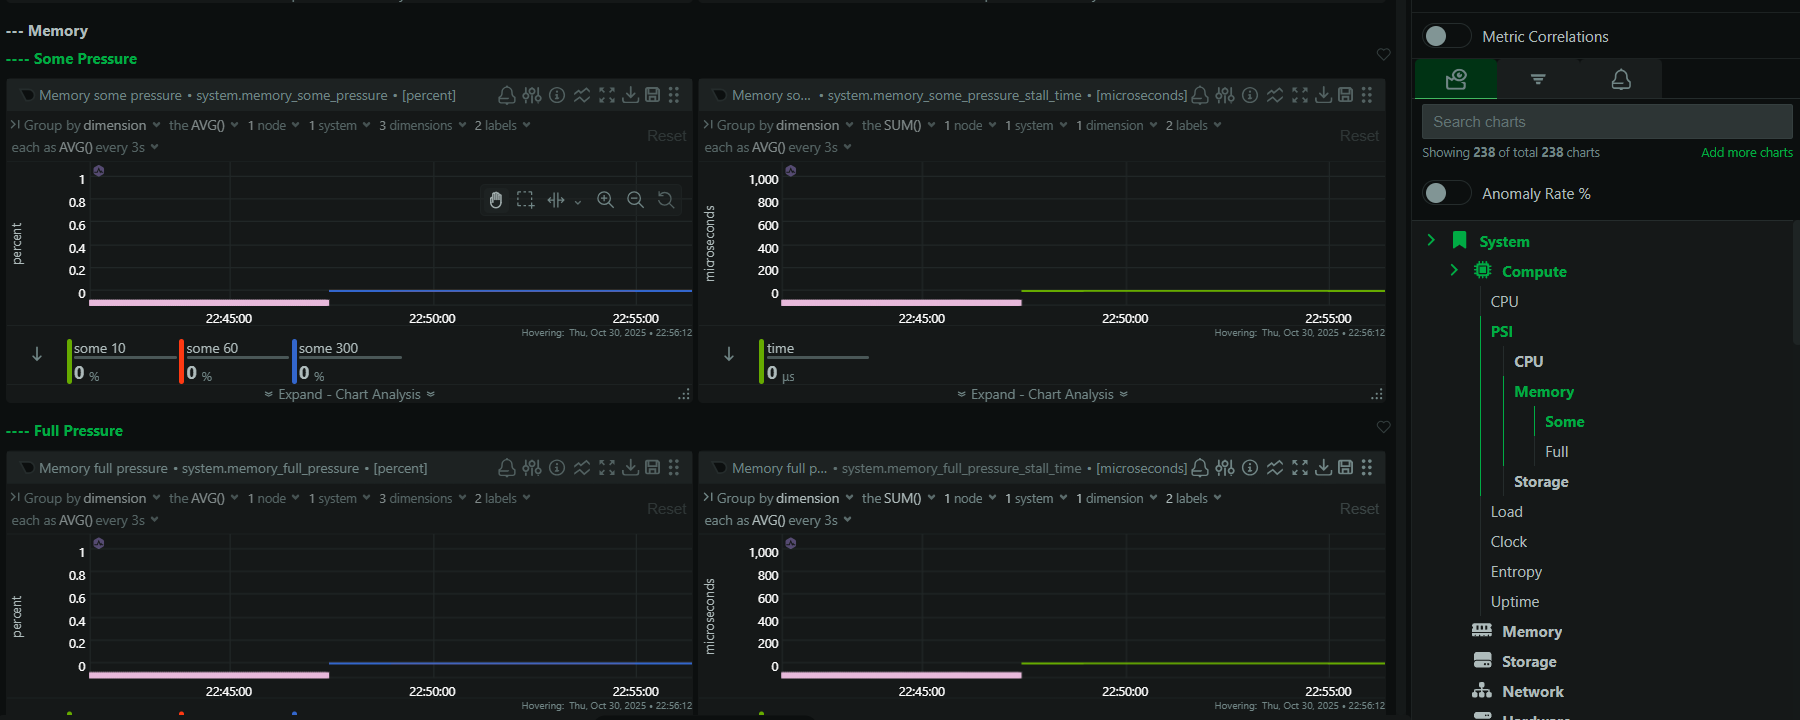 --- Memory
---- Some Pressure
Memory some pressure • system.memory_some_pressure • [percent]
Group by dimension the AVG() 1 node 1 system 3 dimensions 2 labels
each as AVG() every 3s
Reset
1
0.8
0.6
0.4
0.2
0
percent
22:45:00 22:50:00 22:55:00
Hovering: Thu, Oct 30, 2025 • 22:56:12
some 10 some 60 some 300
0 % 0 % 0 %
Expand - Chart Analysis
Memory so... • system.memory_some_pressure_stall_time • [microseconds]
Group by dimension the SUM() 1 node 1 system 1 dimension 2 labels
each as AVG() every 3s
Reset
1,000
800
600
400
200
0
microseconds
22:45:00 22:50:00 22:55:00
Hovering: Thu, Oct 30, 2025 • 22:56:12
time
0 µs
Expand - Chart Analysis
---- Full Pressure
Memory full pressure • system.memory_full_pressure • [percent]
Group by dimension the AVG() 1 node 1 system 3 dimensions 2 labels
each as AVG() every 3s
Reset
1
0.8
0.6
0.4
0.2
0
percent
22:45:00 22:50:00 22:55:00
Hovering: Thu, Oct 30, 2025 • 22:56:12
Memory full p... • system.memory_full_pressure_stall_time • [microseconds]
Group by dimension the SUM() 1 node 1 system 1 dimension 2 labels
each as AVG() every 3s
Reset
1,000
800
600
400
200
0
microseconds
22:45:00 22:50:00 22:55:00
Hovering: Thu, Oct 30, 2025 • 22:56:12
Metric Correlations
Search charts
Showing 238 of total 238 charts Add more charts
Anomaly Rate %
System
Compute
CPU
PSI
CPU
Memory
Some
Full
Storage
Load
Clock
Entropy
Uptime
Memory
Storage
Network